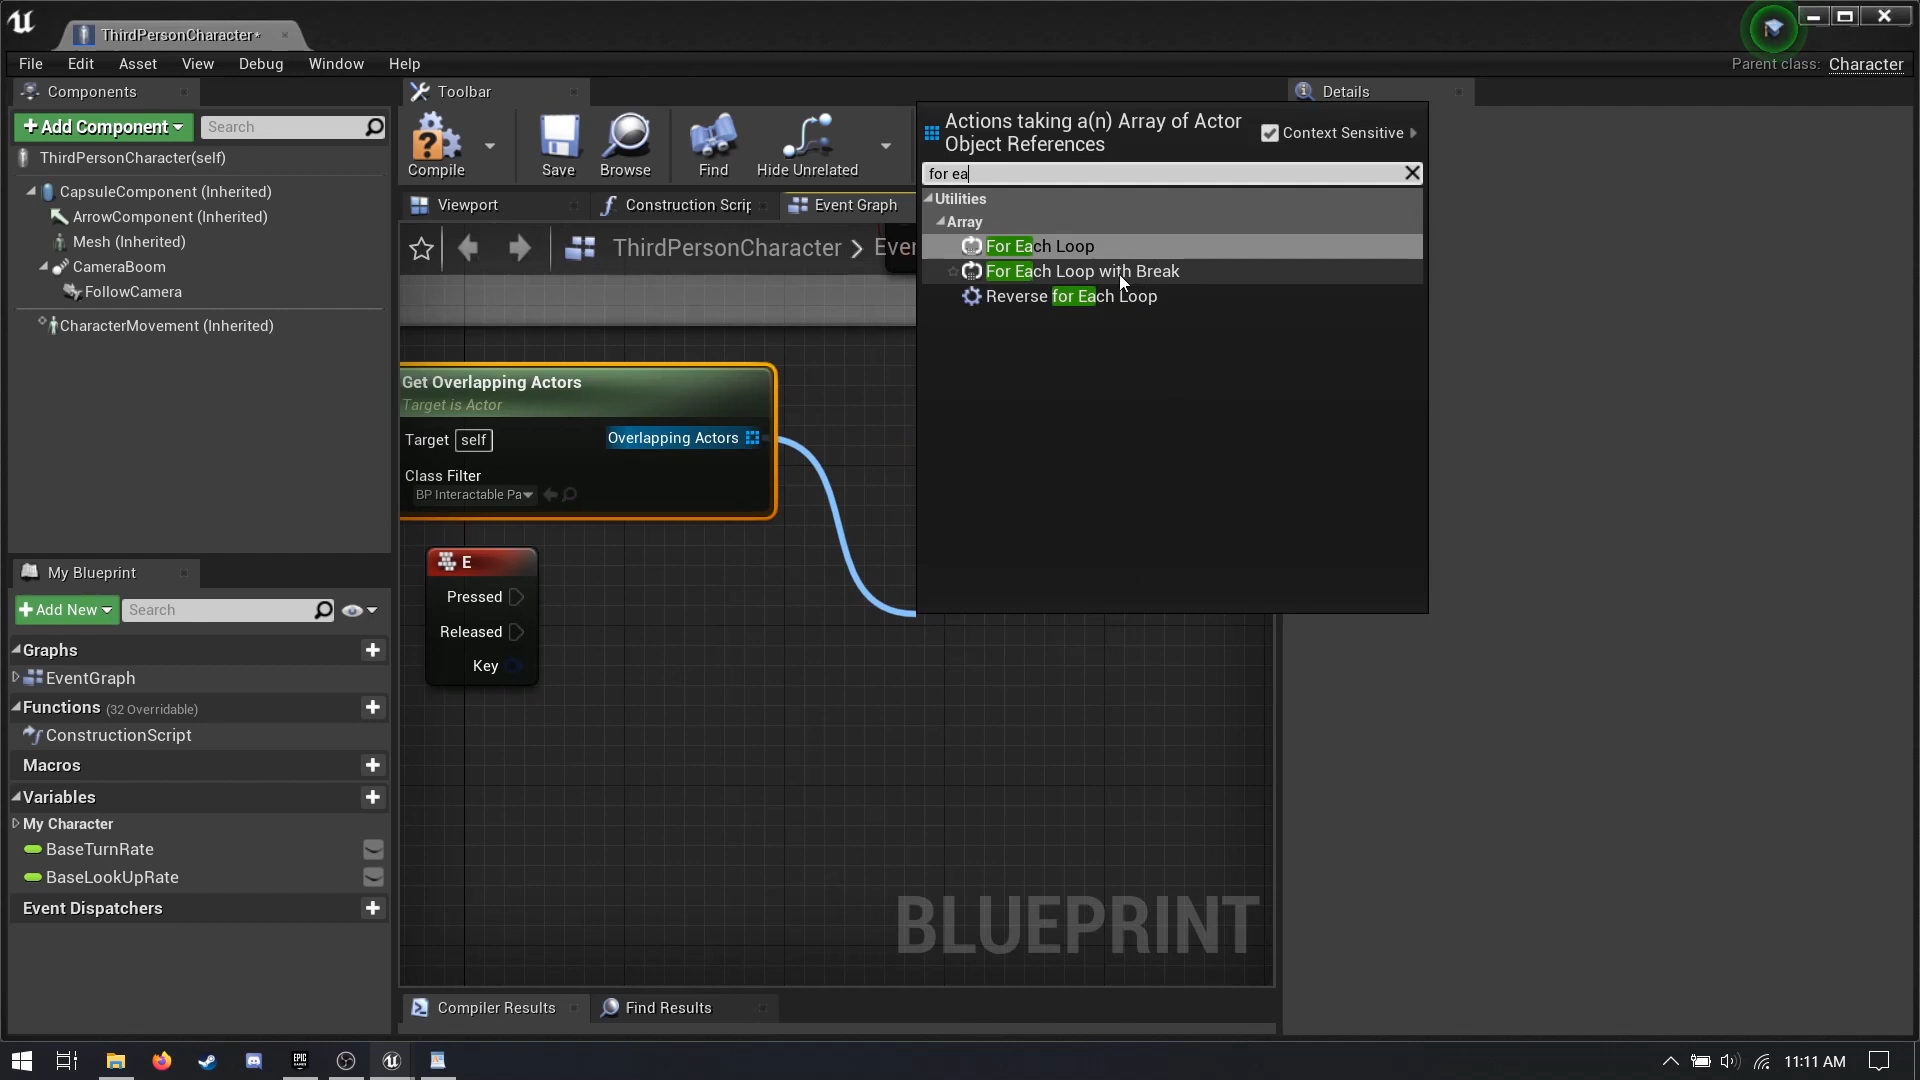 ThirdPersonCharacter*
File Edit Asset View Debug Window Help
Parent class: Character
Components
+Add Component
Search
ThirdPersonCharacter(self)
CapsuleComponent (Inherited)
ArrowComponent (Inherited)
Mesh (Inherited)
CameraBoom
FollowCamera
CharacterMovement (Inherited)
My Blueprint
+Add New
Search
Graphs
EventGraph
Functions (32 Overridable)
ConstructionScript
Macros
Variables
My Character
BaseTurnRate
BaseLookUpRate
Event Dispatchers
Toolbar
Compile
Save
Browse
Find
Hide Unrelated
Viewport
Construction Scrip
Event Graph
ThirdPersonCharacter > Ever
Get Overlapping Actors
Target is Actor
Target self
Overlapping Actors
Class Filter
BP Interactable Pa
E
Pressed
Released
Key
BLUEPRINT
Compiler Results
Find Results
Details
Actions taking a(n) Array of Actor
Object References
Context Sensitive
for ea
Utilities
Array
For Each Loop
For Each Loop with Break
Reverse for Each Loop
EPIC
GAMES
11:11 AM